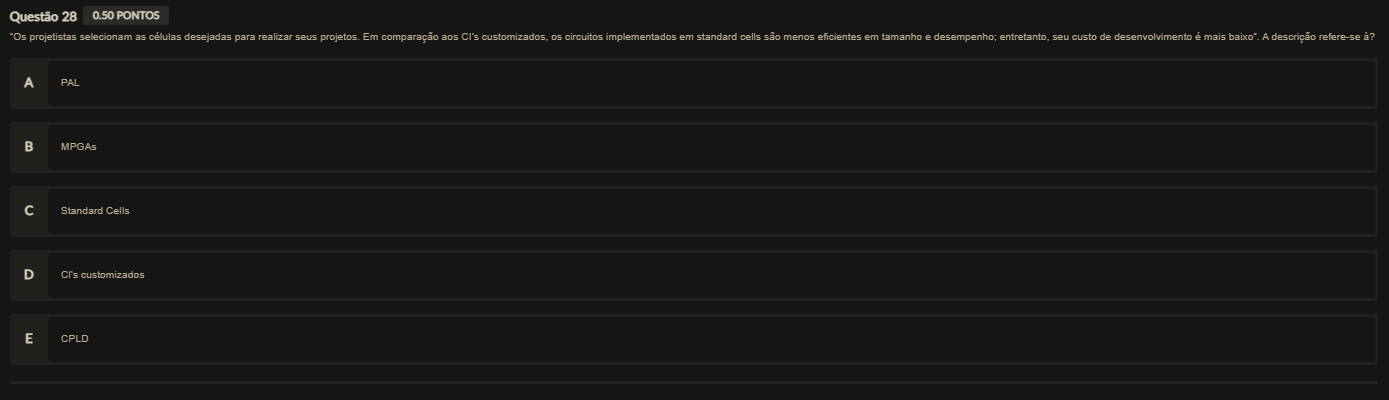 Questão 28 0.50 PONTOS
"Os projetistas selecionam as células desejadas para realizar seus projetos. Em comparação aos CI's customizados, os circuitos implementados em standard cells são menos eficientes em tamanho e desempenho; entretanto, seu custo de desenvolvimento é mais baixo". A descrição refere-se à?
A PAL
B MPGAs
C Standard Cells
D CI's customizados
E CPLD